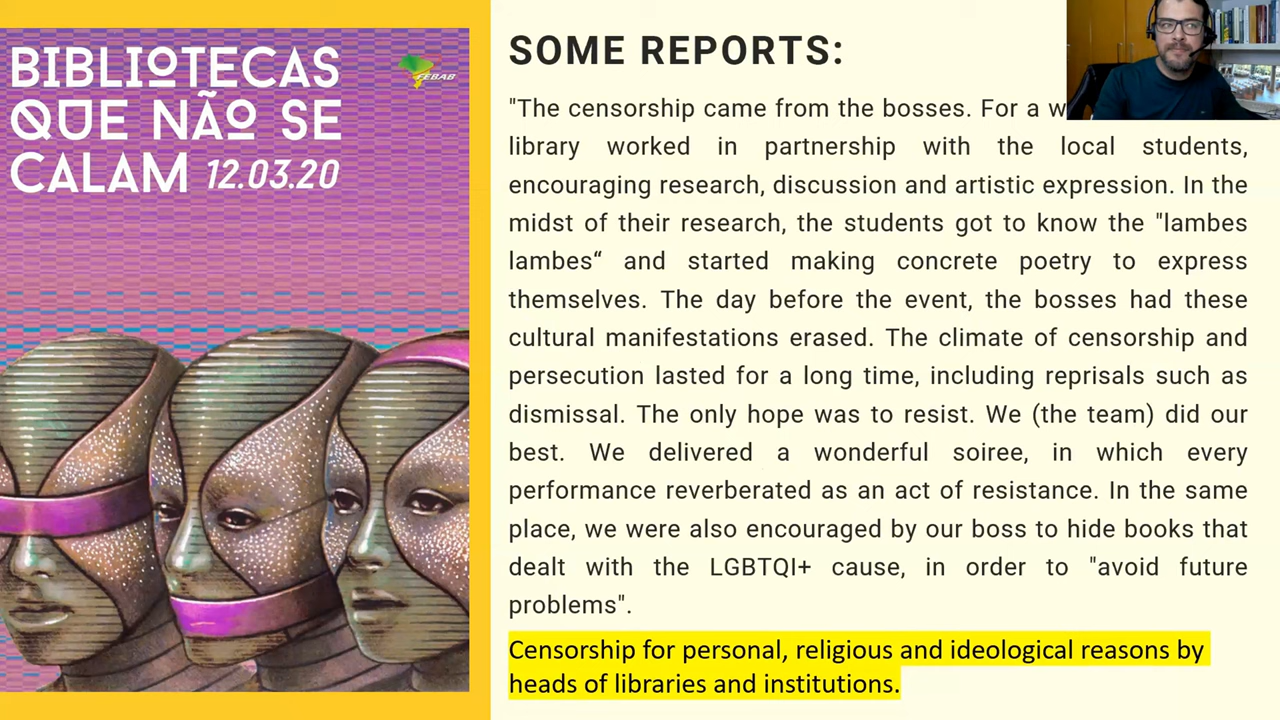 BIBLIOTECAS
QUE NÃO SE
CALAM 12.03.20
FEBAB
SOME REPORTS:
"The censorship came from the bosses. For a w
library worked in partnership with the local students,
encouraging research, discussion and artistic expression. In the
midst of their research, the students got to know the "lambes
lambes“ and started making concrete poetry to express
themselves. The day before the event, the bosses had these
cultural manifestations erased. The climate of censorship and
persecution lasted for a long time, including reprisals such as
dismissal. The only hope was to resist. We (the team) did our
best. We delivered a wonderful soiree, in which every
performance reverberated as an act of resistance. In the same
place, we were also encouraged by our boss to hide books that
dealt with the LGBTQI+ cause, in order to "avoid future
problems".
Censorship for personal, religious and ideological reasons by
heads of libraries and institutions.